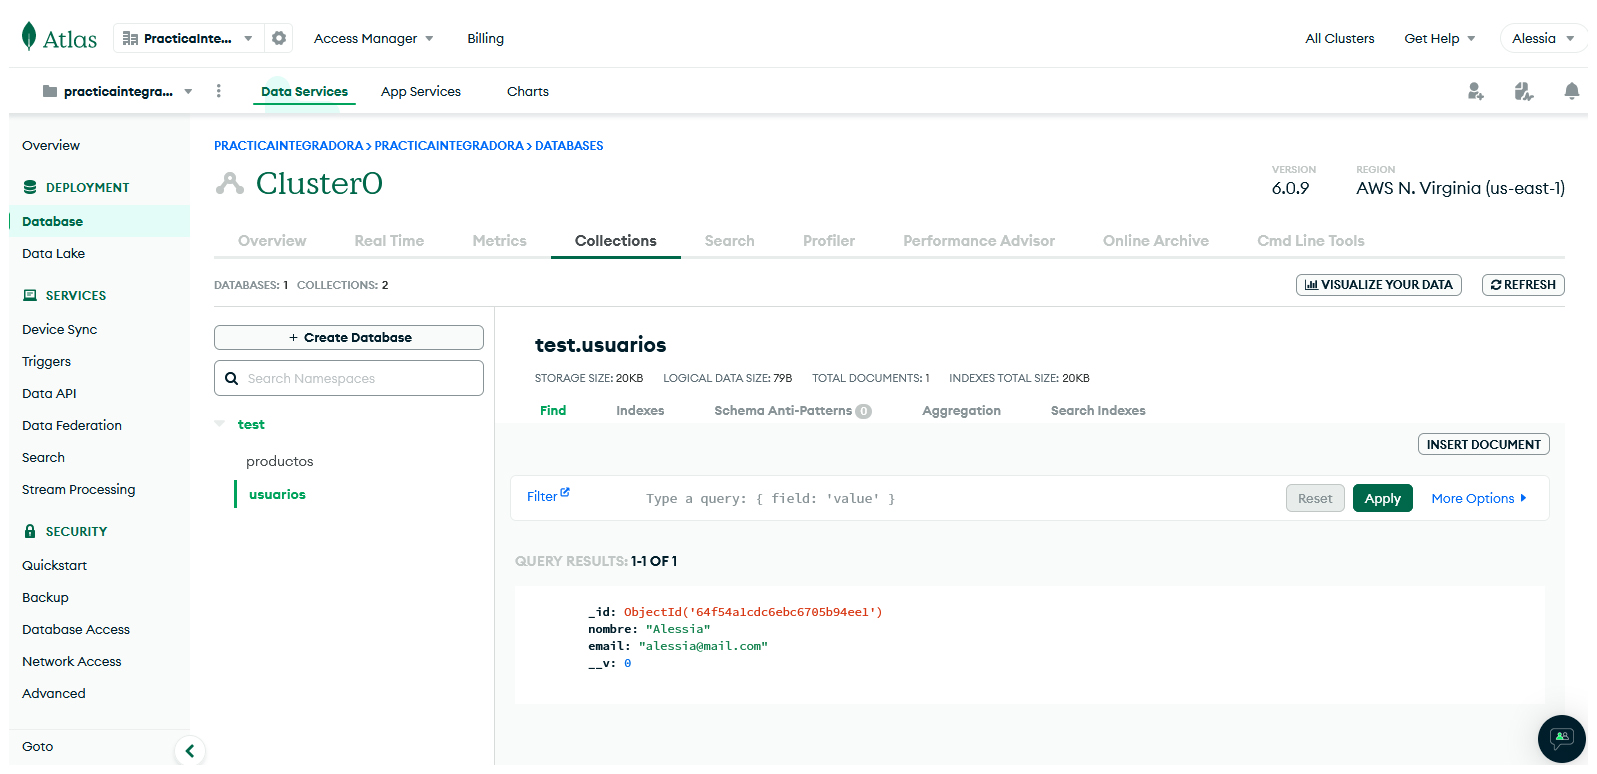 Atlas
PracticaInte...
Access Manager
Billing
All Clusters
Get Help
Alessia
practicaintegra...
Data Services
App Services
Charts
Overview
DEPLOYMENT
Database
Data Lake
SERVICES
Device Sync
Triggers
Data API
Data Federation
Search
Stream Processing
SECURITY
Quickstart
Backup
Database Access
Network Access
Advanced
Goto
PRACTICAINTEGRADORA > PRACTICAINTEGRADORA > DATABASES
Cluster0
VERSION
6.0.9
REGION
AWS N. Virginia (us-east-1)
Overview
Real Time
Metrics
Collections
Search
Profiler
Performance Advisor
Online Archive
Cmd Line Tools
DATABASES: 1 COLLECTIONS: 2
VISUALIZE YOUR DATA
REFRESH
+ Create Database
Search Namespaces
test
productos
usuarios
test.usuarios
STORAGE SIZE: 20KB LOGICAL DATA SIZE: 79B TOTAL DOCUMENTS: 1 INDEXES TOTAL SIZE: 20KB
Find
Indexes
Schema Anti-Patterns 0
Aggregation
Search Indexes
INSERT DOCUMENT
Filter
Type a query: { field: 'value' }
Reset
Apply
More Options
QUERY RESULTS: 1-1 OF 1
_id: ObjectId('64f54a1cdc6ebc6705b94ee1')
nombre: "Alessia"
email: "alessia@mail.com"
__v: 0